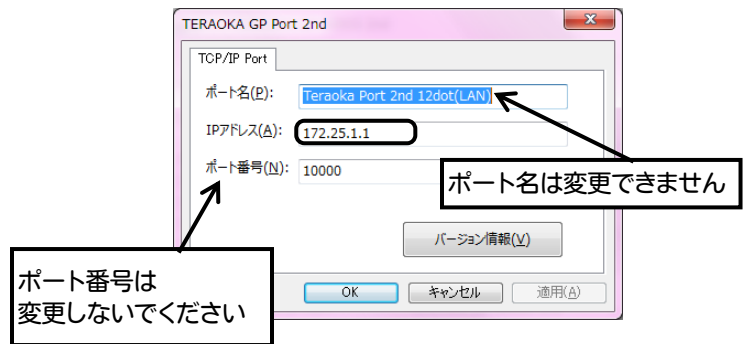 TERAOKA GP Port 2nd
TCP/IP Port
ポート名(P):
Teraoka Port 2nd 12dot(LAN)
IPアドレス(A):
172.25.1.1
ポート番号(N):
10000
ポート名は変更できません
バージョン情報(V)
ポート番号は
変更しないでください
OK
キャンセル
適用(A)